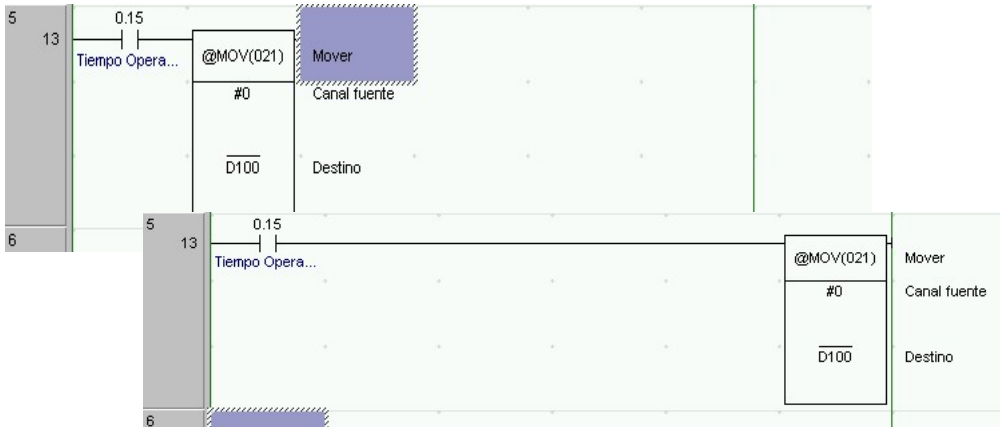 5 0.15
13
Tiempo Opera... @MOV(021) Mover
#0 Canal fuente
D100 Destino
6
5 0.15
13
Tiempo Opera... @MOV(021) Mover
#0 Canal fuente
D100 Destino
6